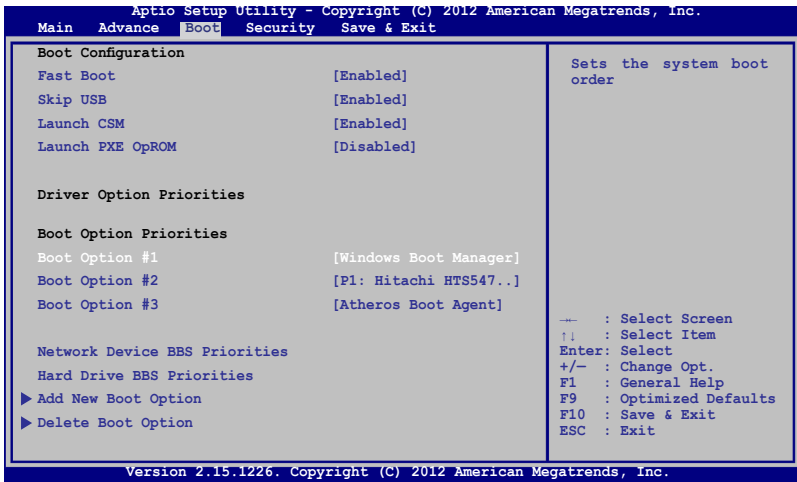 Aptio Setup Utility - Copyright (C) 2012 American Megatrends, Inc.
Main Advance Boot Security Save & Exit
Boot Configuration
Fast Boot [Enabled]
Skip USB [Enabled]
Launch CSM [Enabled]
Launch PXE OpROM [Disabled]
Driver Option Priorities
Boot Option Priorities
Boot Option #1 [Windows Boot Manager]
Boot Option #2 [P1: Hitachi HTS547..]
Boot Option #3 [Atheros Boot Agent]
Network Device BBS Priorities
Hard Drive BBS Priorities
Add New Boot Option
Delete Boot Option
Sets the system boot
order
→← : Select Screen
↑↓ : Select Item
Enter: Select
+/— : Change Opt.
F1 : General Help
F9 : Optimized Defaults
F10 : Save & Exit
ESC : Exit
Version 2.15.1226. Copyright (C) 2012 American Megatrends, Inc.